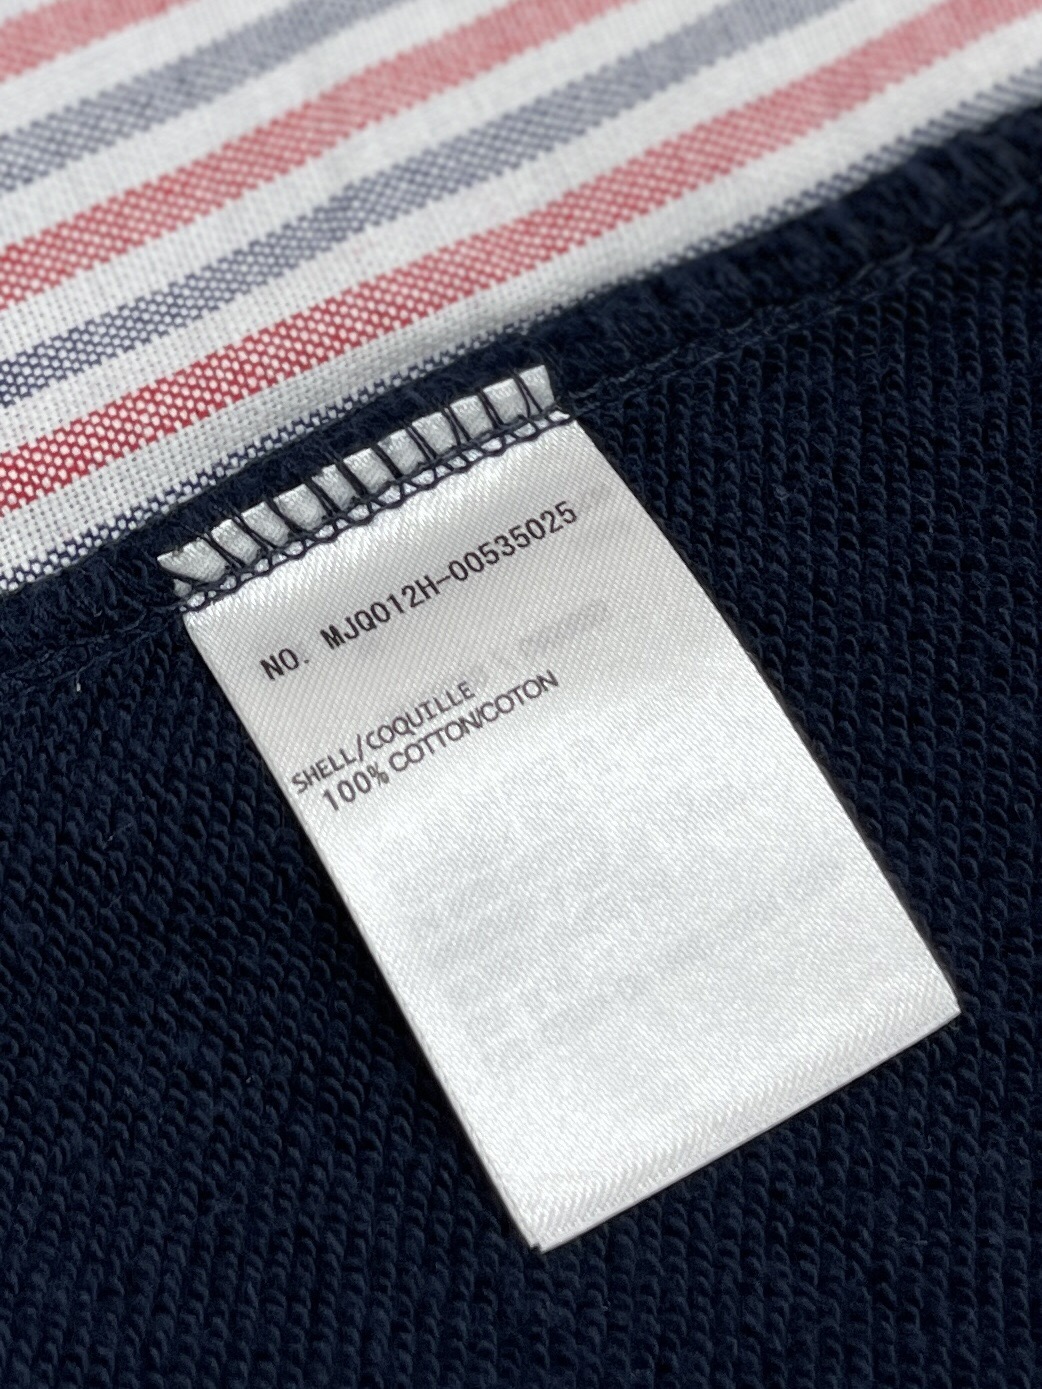 NO. MJQ012H-00535025
SHELL/COQUILLE
100% COTTON/COTON